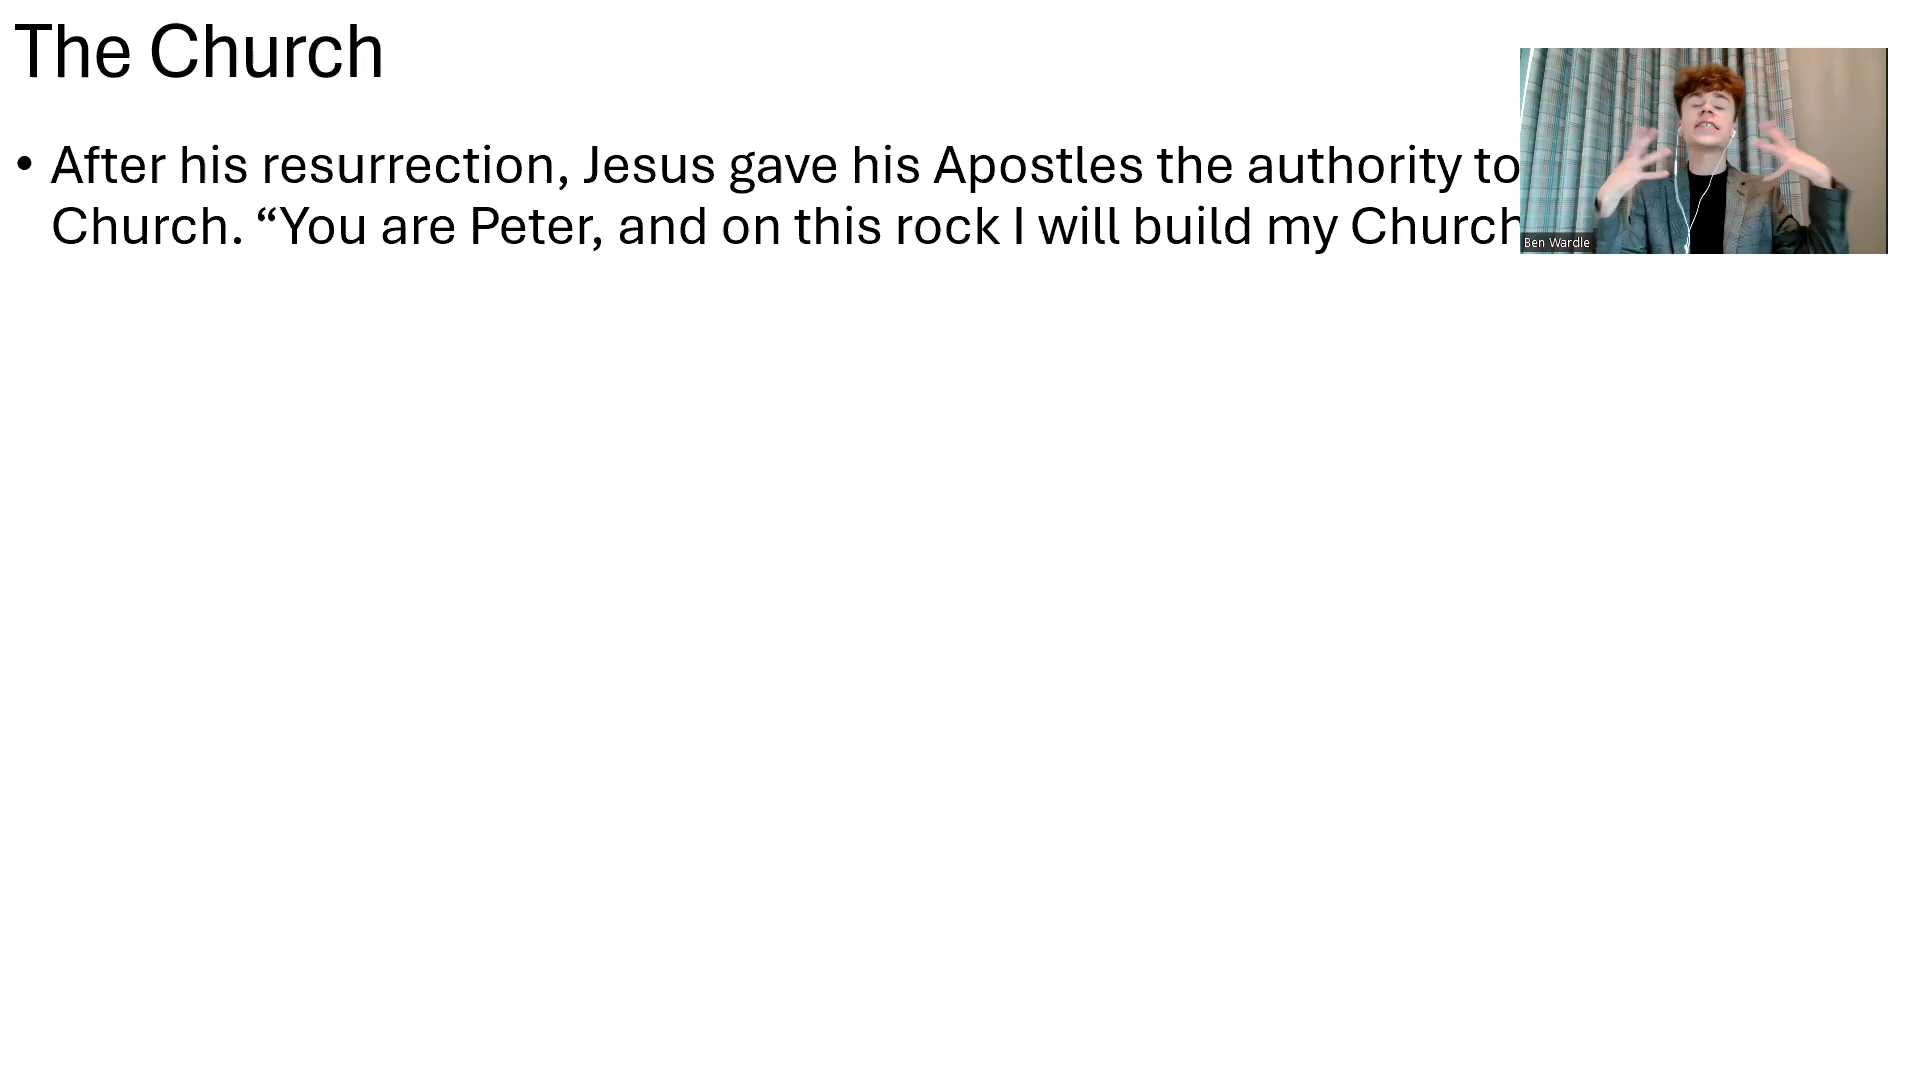 The Church
• After his resurrection, Jesus gave his Apostles the authority to
Church. “You are Peter, and on this rock I will build my Church
Ben Wardle